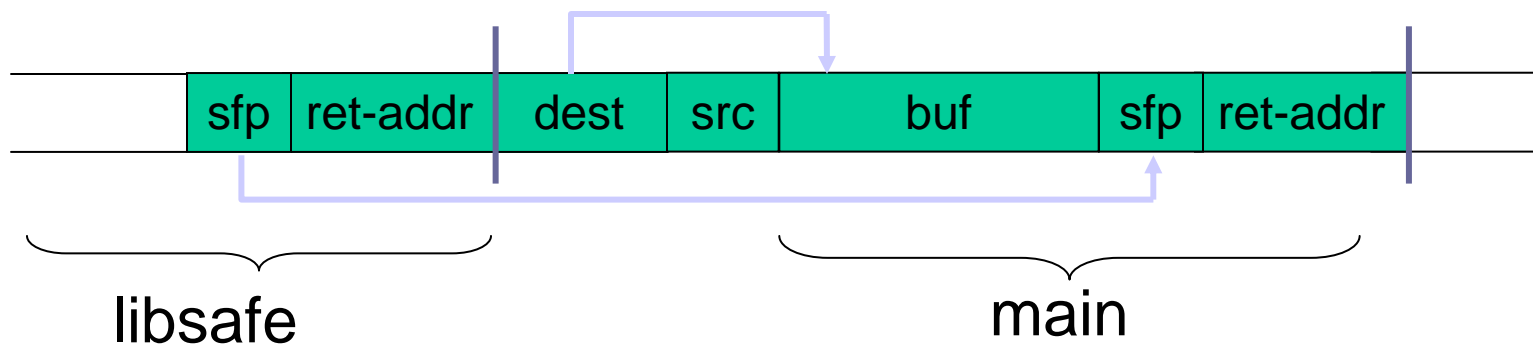 sfp ret-addr dest src buf sfp ret-addr
libsafe main